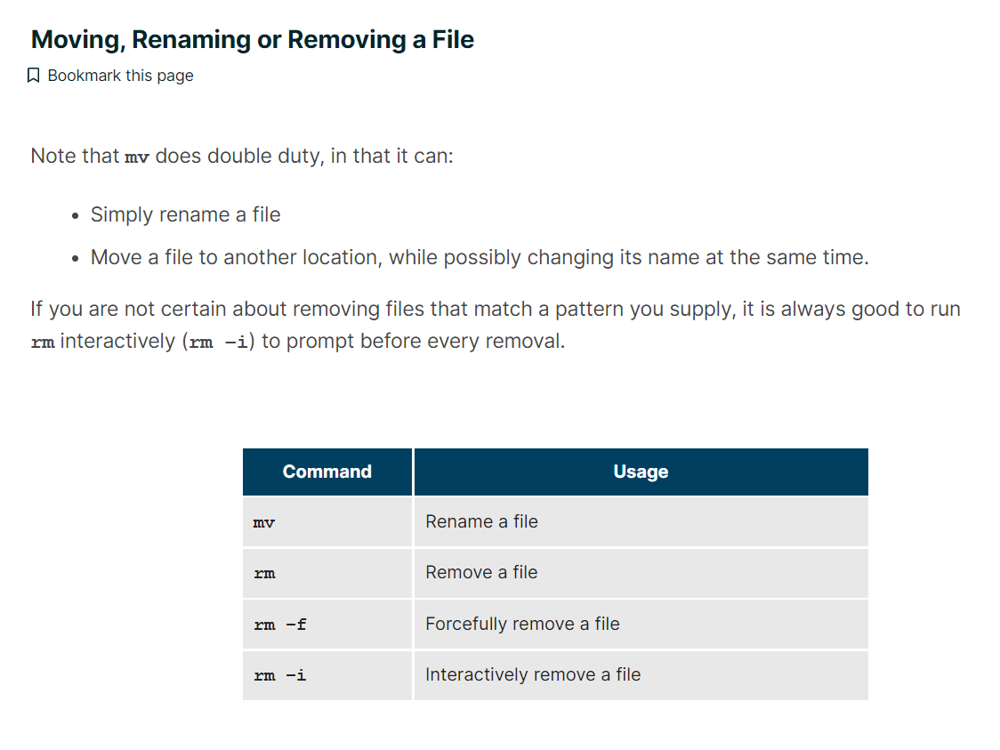 Moving, Renaming or Removing a File
Bookmark this page
Note that mv does double duty, in that it can:
• Simply rename a file
• Move a file to another location, while possibly changing its name at the same time.
If you are not certain about removing files that match a pattern you supply, it is always good to run
rm interactively (rm –i) to prompt before every removal.
Command Usage
mv Rename a file
rm Remove a file
rm –f Forcefully remove a file
rm –i Interactively remove a file